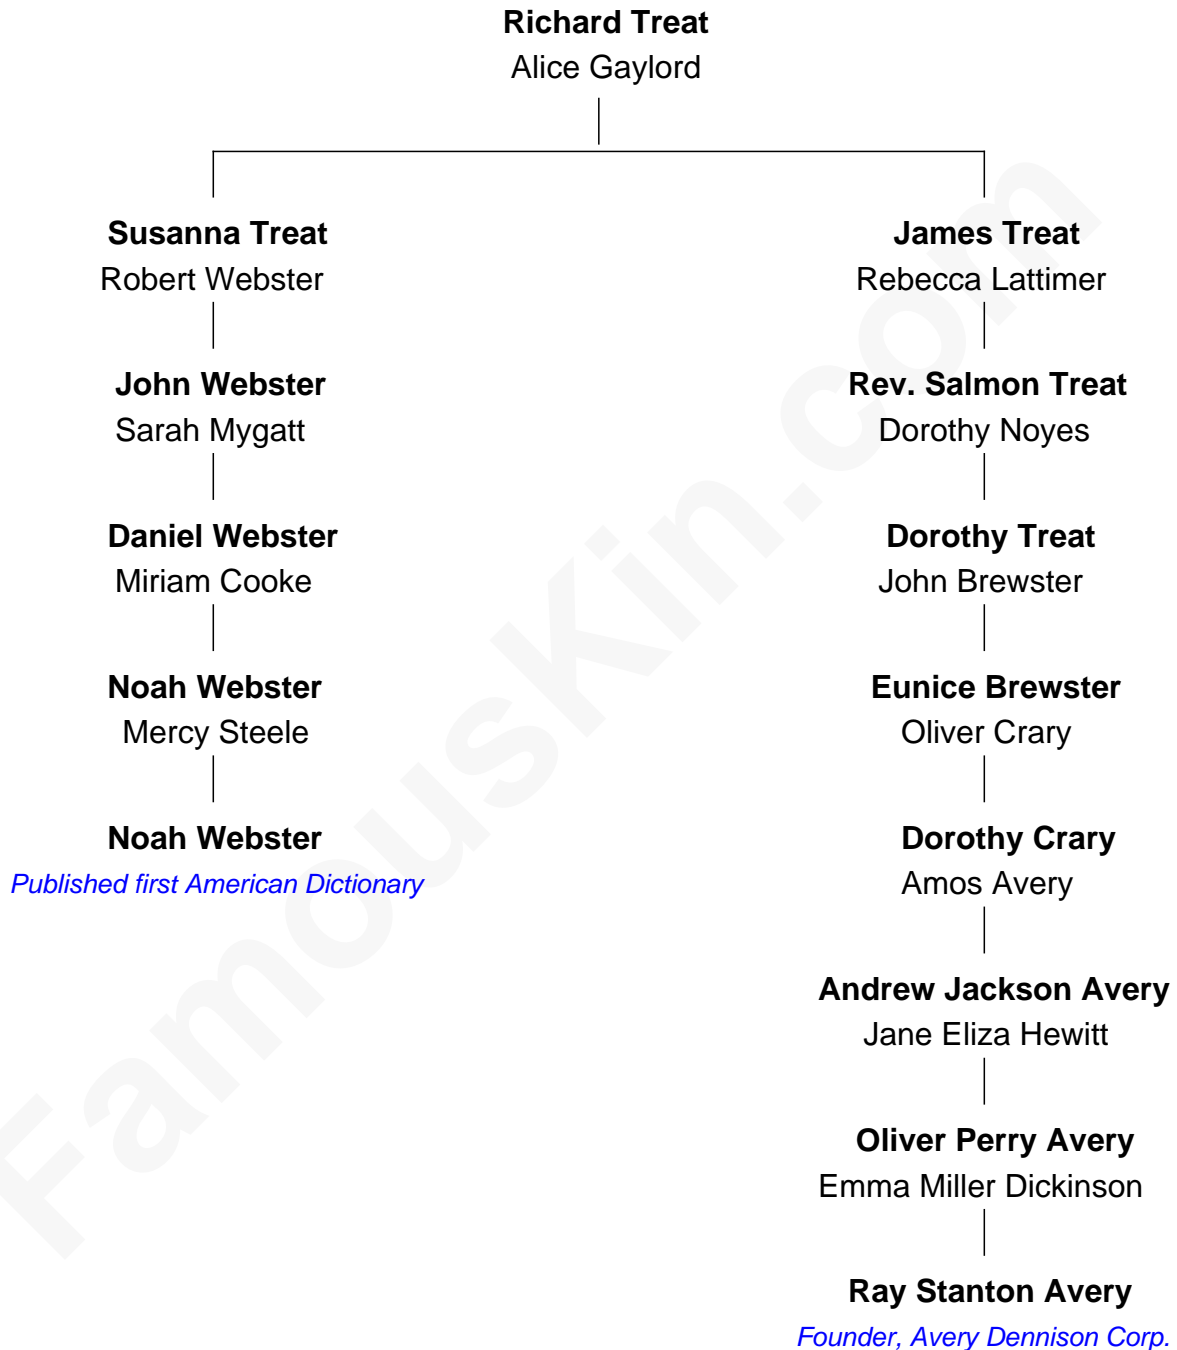 Richard Treat
Alice Gaylord
Susanna Treat
Robert Webster
John Webster
Sarah Mygatt
Daniel Webster
Miriam Cooke
Noah Webster
Mercy Steele
Noah Webster
Published first American Dictionary
James Treat
Rebecca Lattimer
Rev. Salmon Treat
Dorothy Noyes
Dorothy Treat
John Brewster
Eunice Brewster
Oliver Crary
Dorothy Crary
Amos Avery
Andrew Jackson Avery
Jane Eliza Hewitt
Oliver Perry Avery
Emma Miller Dickinson
Ray Stanton Avery
Founder, Avery Dennison Corp.
FamousKin.com